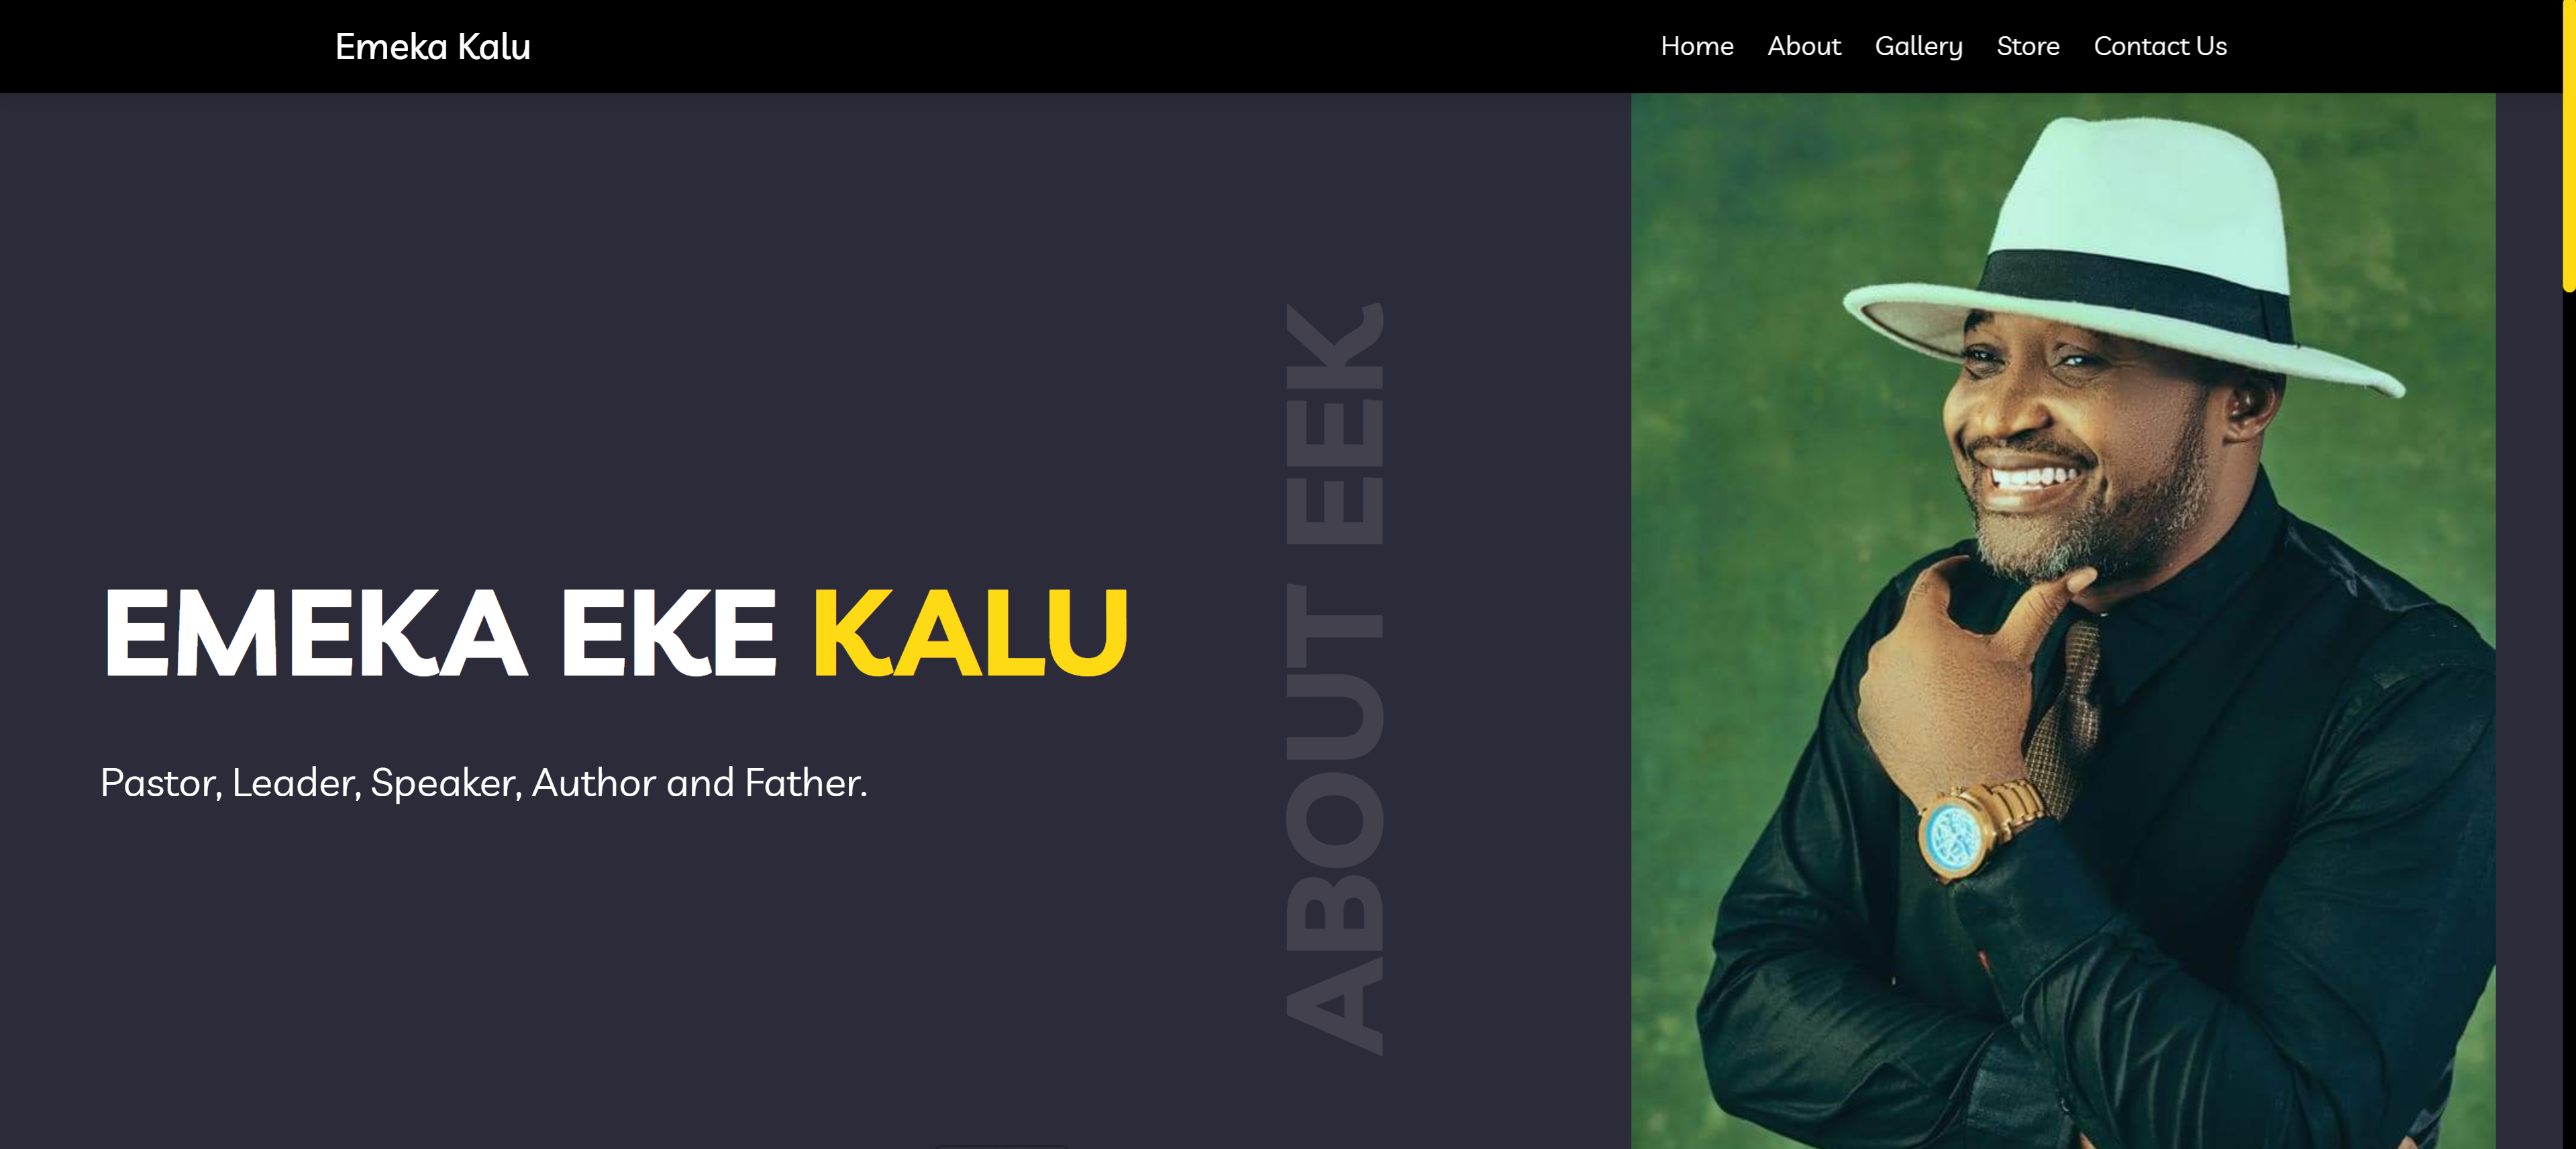 Emeka Kalu
Home About Gallery Store Contact Us
EMEKA EKE KALU
Pastor, Leader, Speaker, Author and Father.
ABOUT EEK